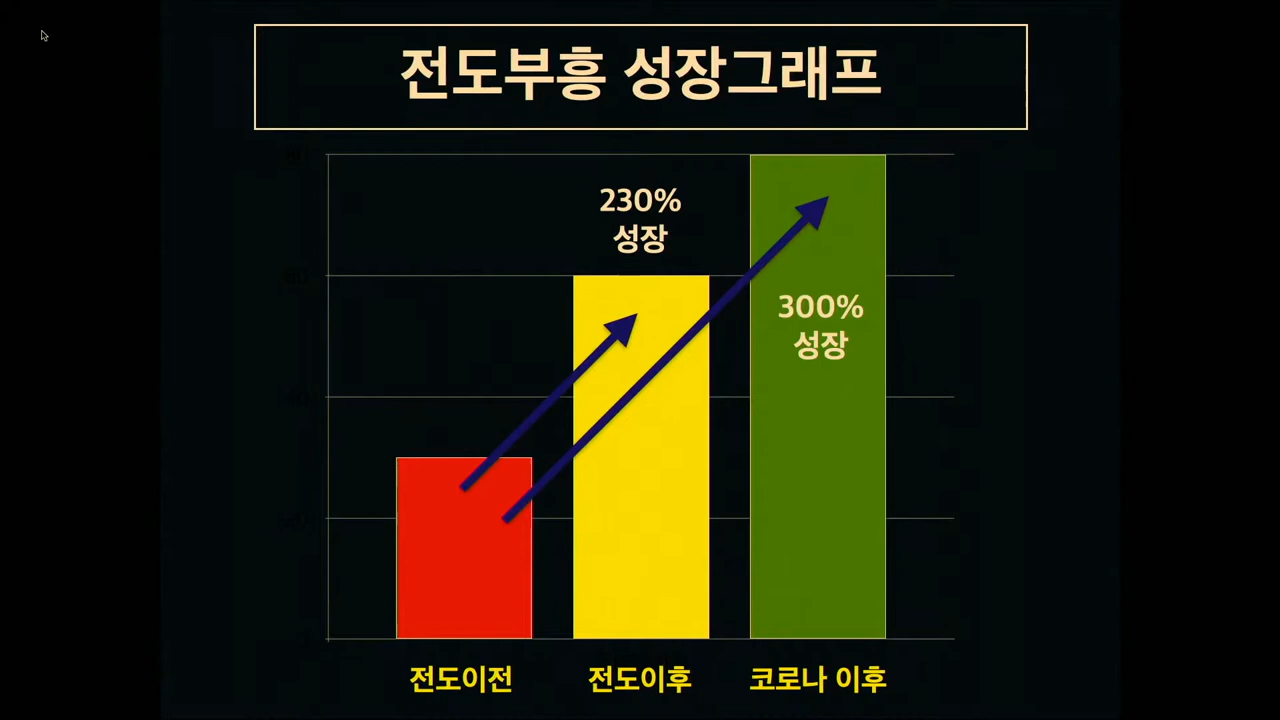 전도부흥 성장그래프
230%
성장
300%
성장
전도이전
전도이후
코로나 이후